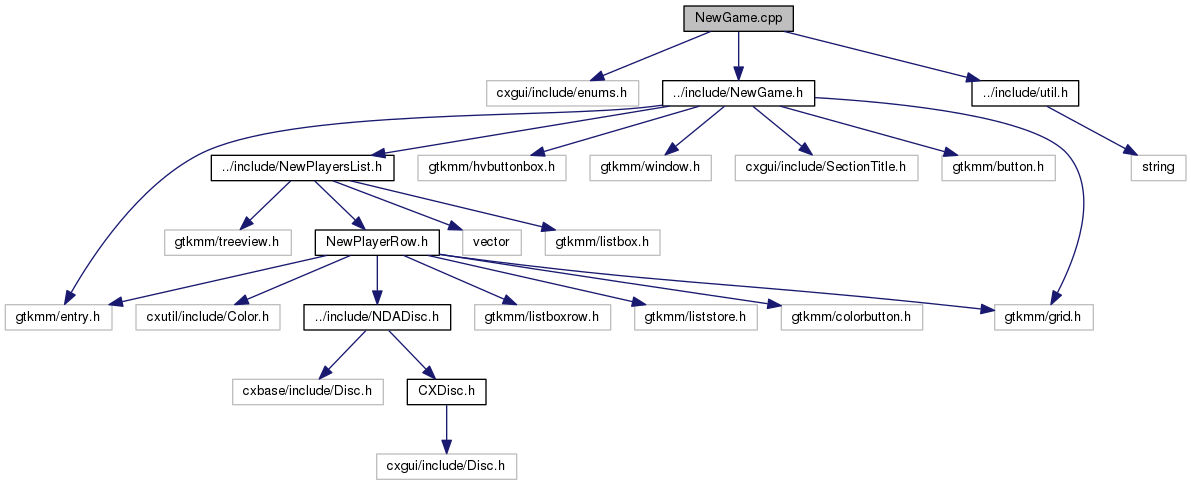 NewGame.cpp
cxgui/include/enums.h
../include/NewGame.h
../include/util.h
../include/NewPlayersList.h
gtkmm/hvbuttonbox.h
gtkmm/window.h
cxgui/include/SectionTitle.h
gtkmm/button.h
string
gtkmm/treeview.h
NewPlayerRow.h
vector
gtkmm/listbox.h
gtkmm/entry.h
cxutil/include/Color.h
../include/NDADisc.h
gtkmm/listboxrow.h
gtkmm/liststore.h
gtkmm/colorbutton.h
gtkmm/grid.h
cxbase/include/Disc.h
CXDisc.h
cxgui/include/Disc.h